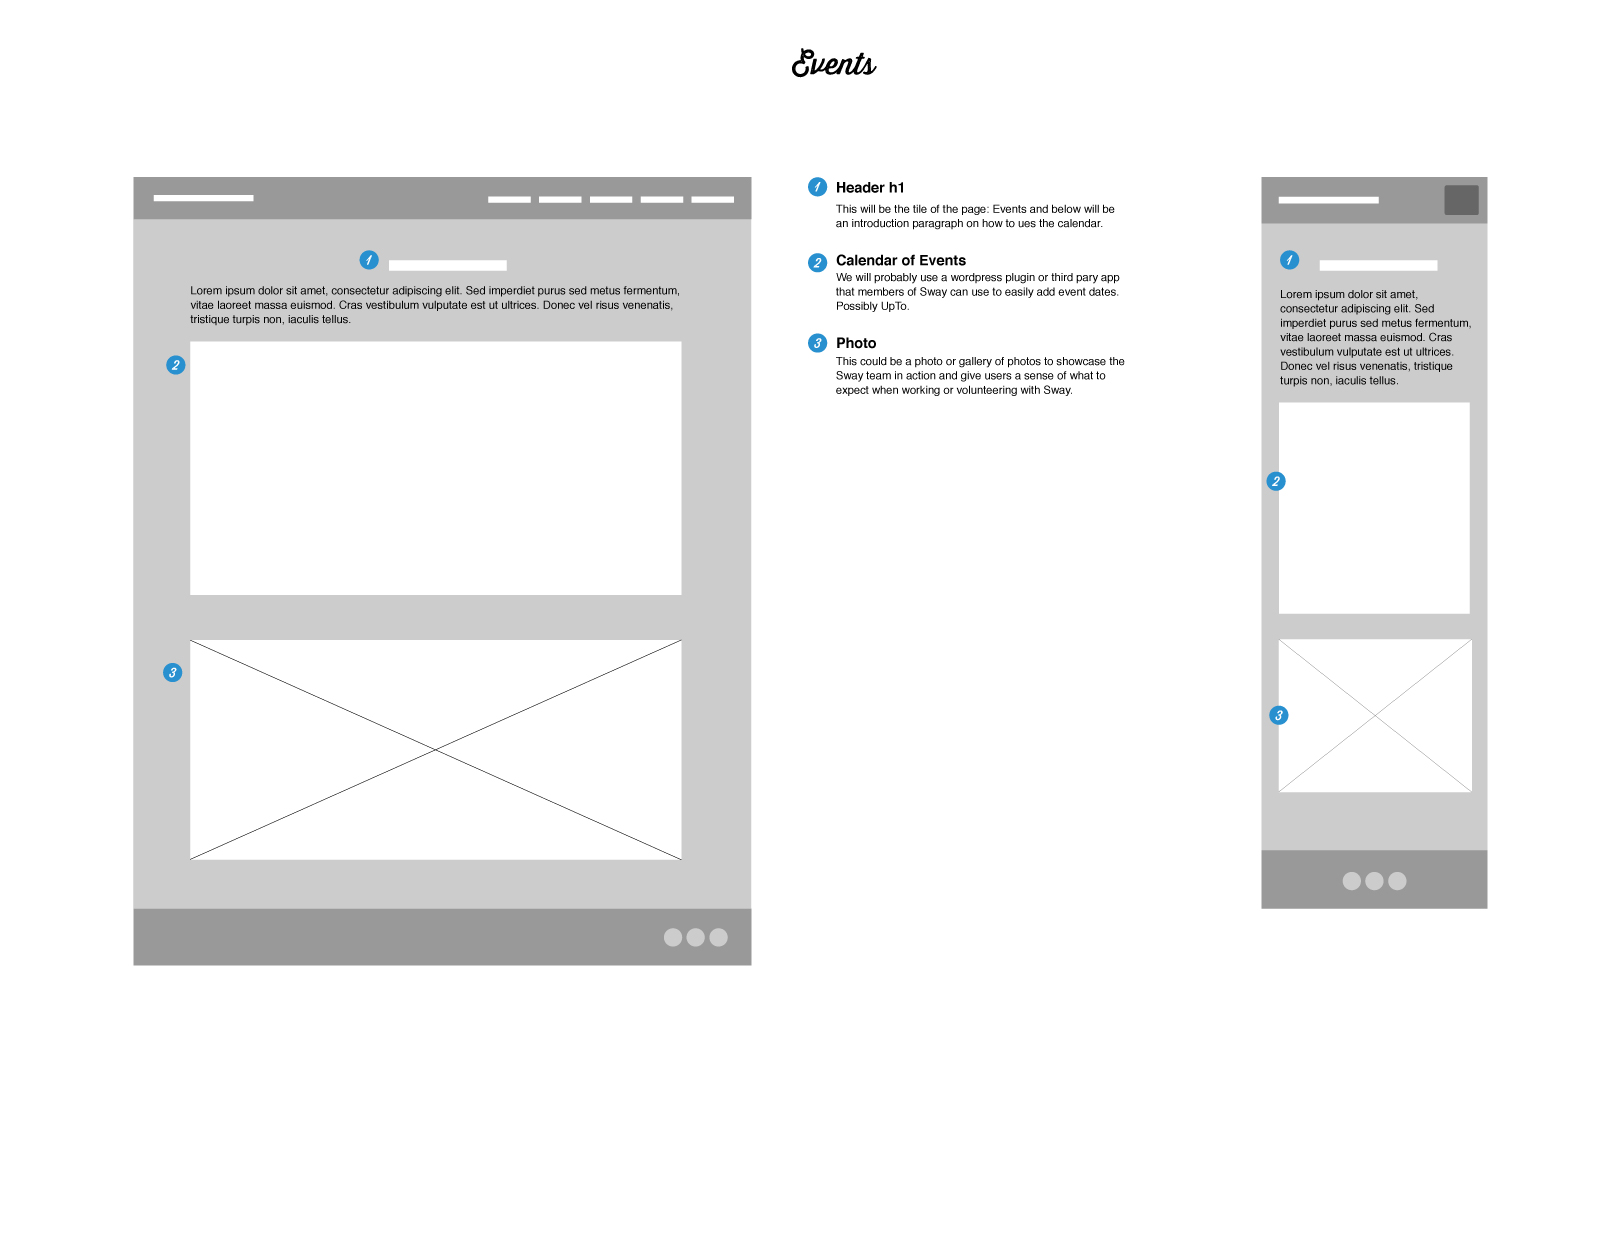 Events
1
Lorem ipsum dolor sit amet, consectetur adipiscing elit. Sed imperdiet purus sed metus fermentum,
vitae laoreet massa euismod. Cras vestibulum vulputate est ut ultrices. Donec vel risus venenatis,
tristique turpis non, iaculis tellus.
2
3
1 Header h1
This will be the tile of the page: Events and below will be
an introduction paragraph on how to ues the calendar.
2 Calendar of Events
We will probably use a wordpress plugin or third pary app
that members of Sway can use to easily add event dates.
Possibly UpTo.
3 Photo
This could be a photo or gallery of photos to showcase the
Sway team in action and give users a sense of what to
expect when working or volunteering with Sway.
1
Lorem ipsum dolor sit amet,
consectetur adipiscing elit. Sed
imperdiet purus sed metus fermentum,
vitae laoreet massa euismod. Cras
vestibulum vulputate est ut ultrices.
Donec vel risus venenatis, tristique
turpis non, iaculis tellus.
2
3